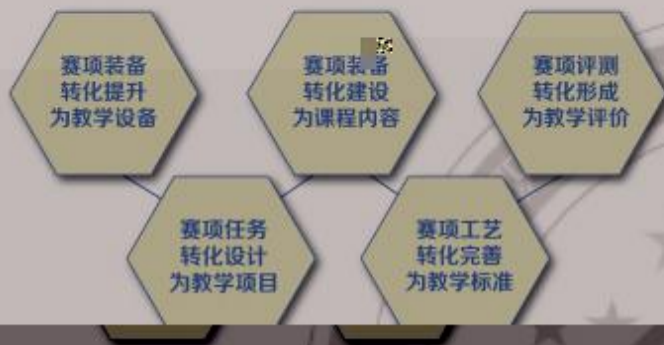 赛项装备
转化提升
为教学设备
赛项装备
转化建设
为课程内容
赛项评测
转化形成
为教学评价
赛项任务
转化设计
为教学项目
赛项工艺
转化完善
为教学标准